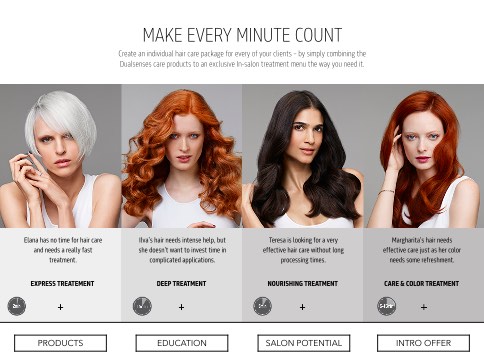 MAKE EVERY MINUTE COUNT
Create an individual hair care package for every of your clients - by simply combining the
Dualsenses care products to an exclusive In-salon treatment menu the way you need it.
Elana has no time for hair care
and needs a really fast
treatment.
EXPRESS TREATEMENT
2min
+
Ilva's hair needs intense help, but
she doesn't want to invest time in
complicated applications.
DEEP TREATMENT
+
Teresa is looking for a very
effective hair care without long
processing times.
NOURISHING TREATMENT
+
Margharita's hair needs
effective care just as her color
needs some refreshment.
CARE & COLOR TREATMENT
+
PRODUCTS
EDUCATION
SALON POTENTIAL
INTRO OFFER